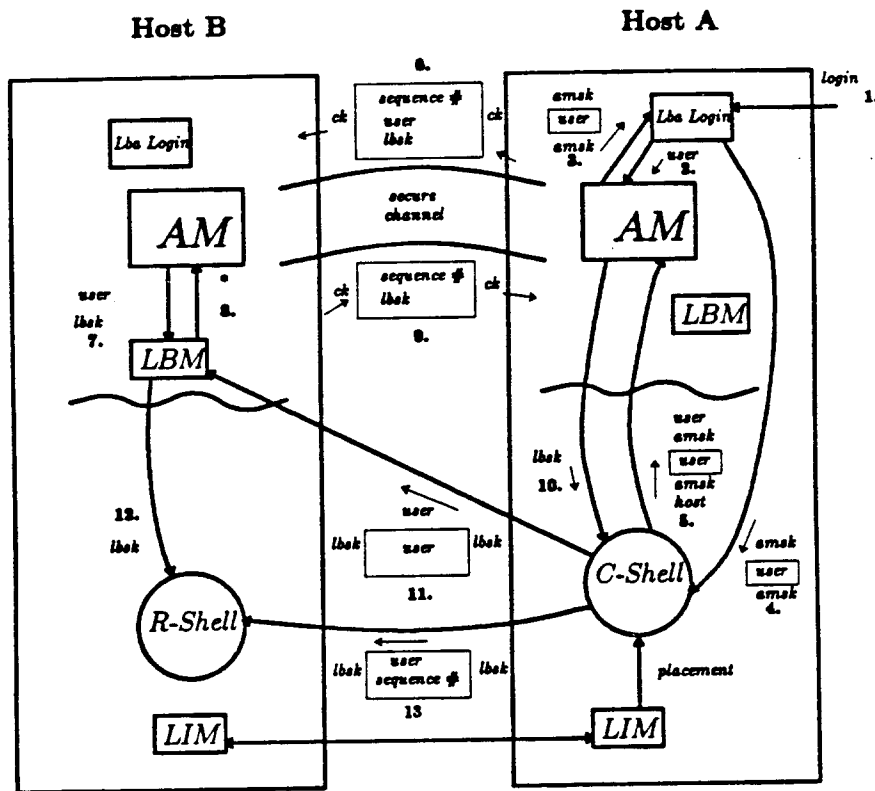 Host B
Host A
6.
sequence #
user
lbsk
ck
ck
login
1.
amsk
user
amsk
3.
Lba Login
user
2.
Lba Login
AM
AM
secure
channel
sequence #
lbsk
ck
ck
9.
user
lbsk
7.
8.
LBM
LBM
user
amsk
user
amsk
host
5.
lbsk
10.
12.
lbsk
user
lbsk
user
lbsk
11.
C-Shell
amsk
user
amsk
4.
R-Shell
lbsk
user
sequence #
lbsk
13
placement
LIM
LIM